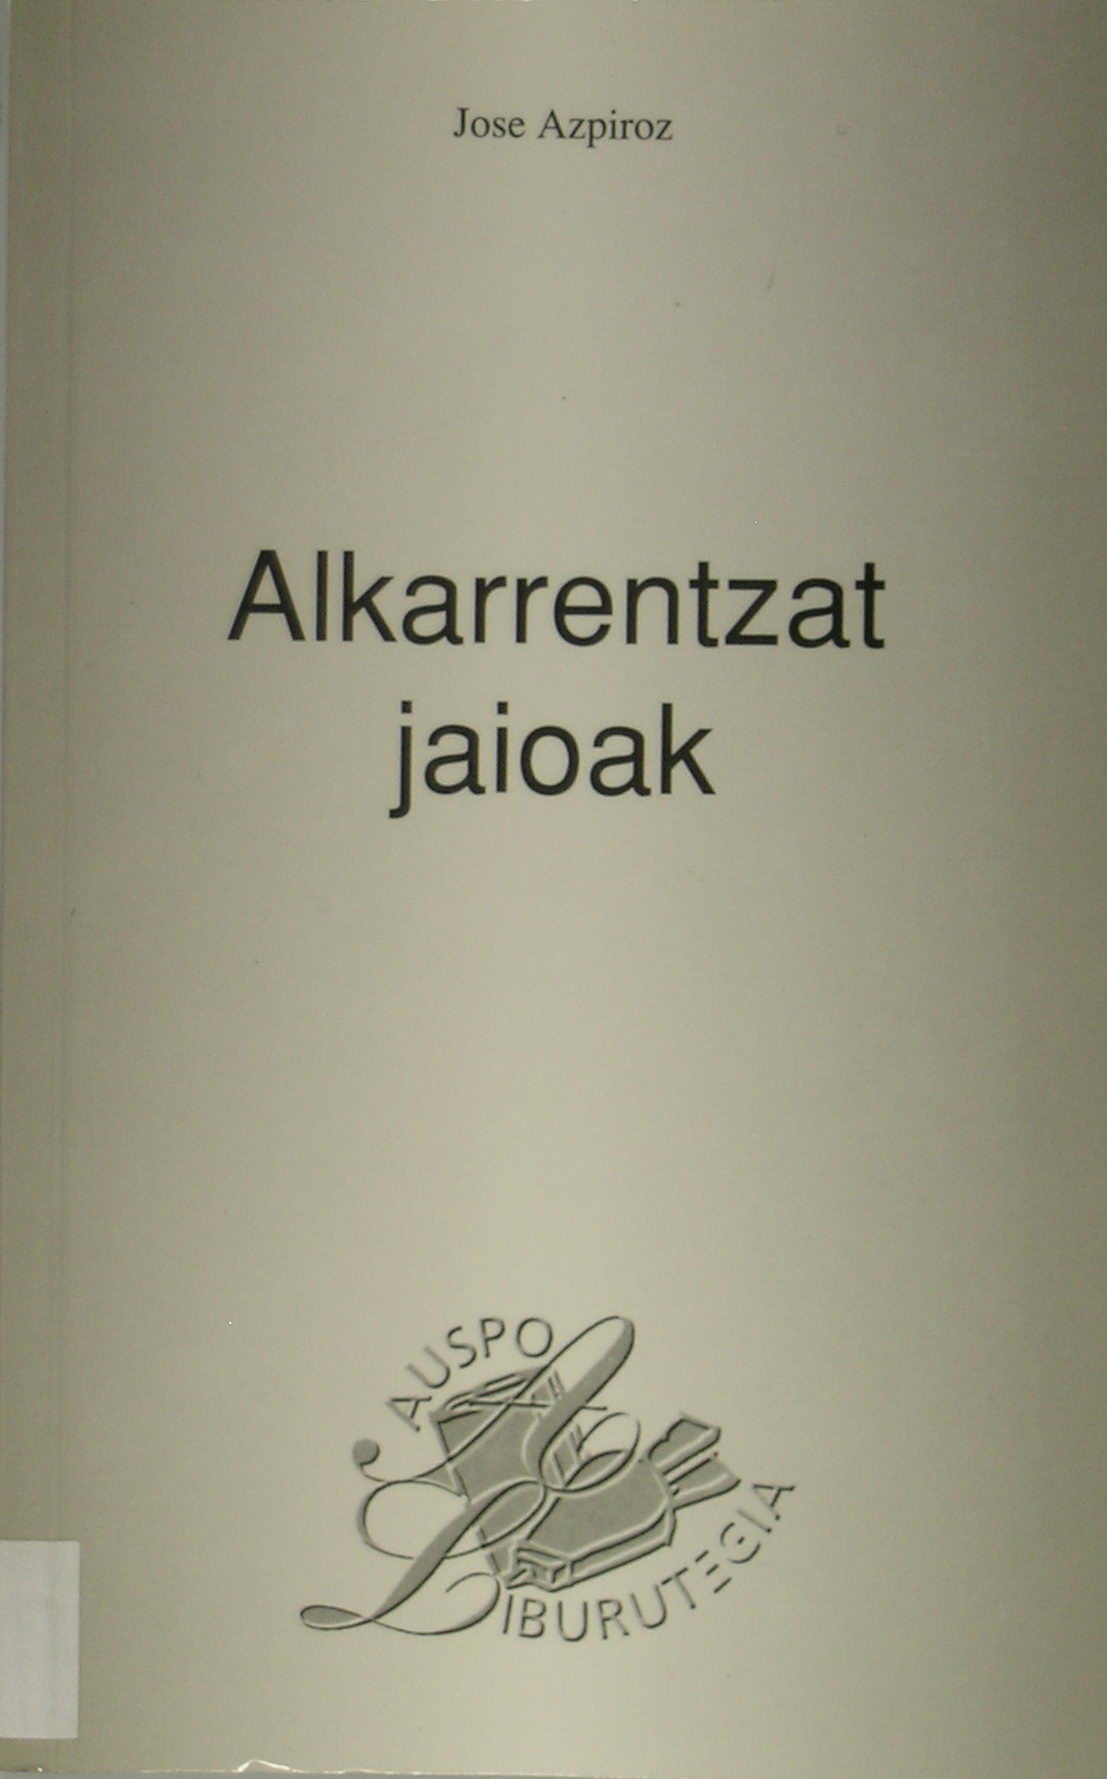 Jose Azpiroz
Alkarrentzat
jaioak
AUSPO
LIBURUTEGIA